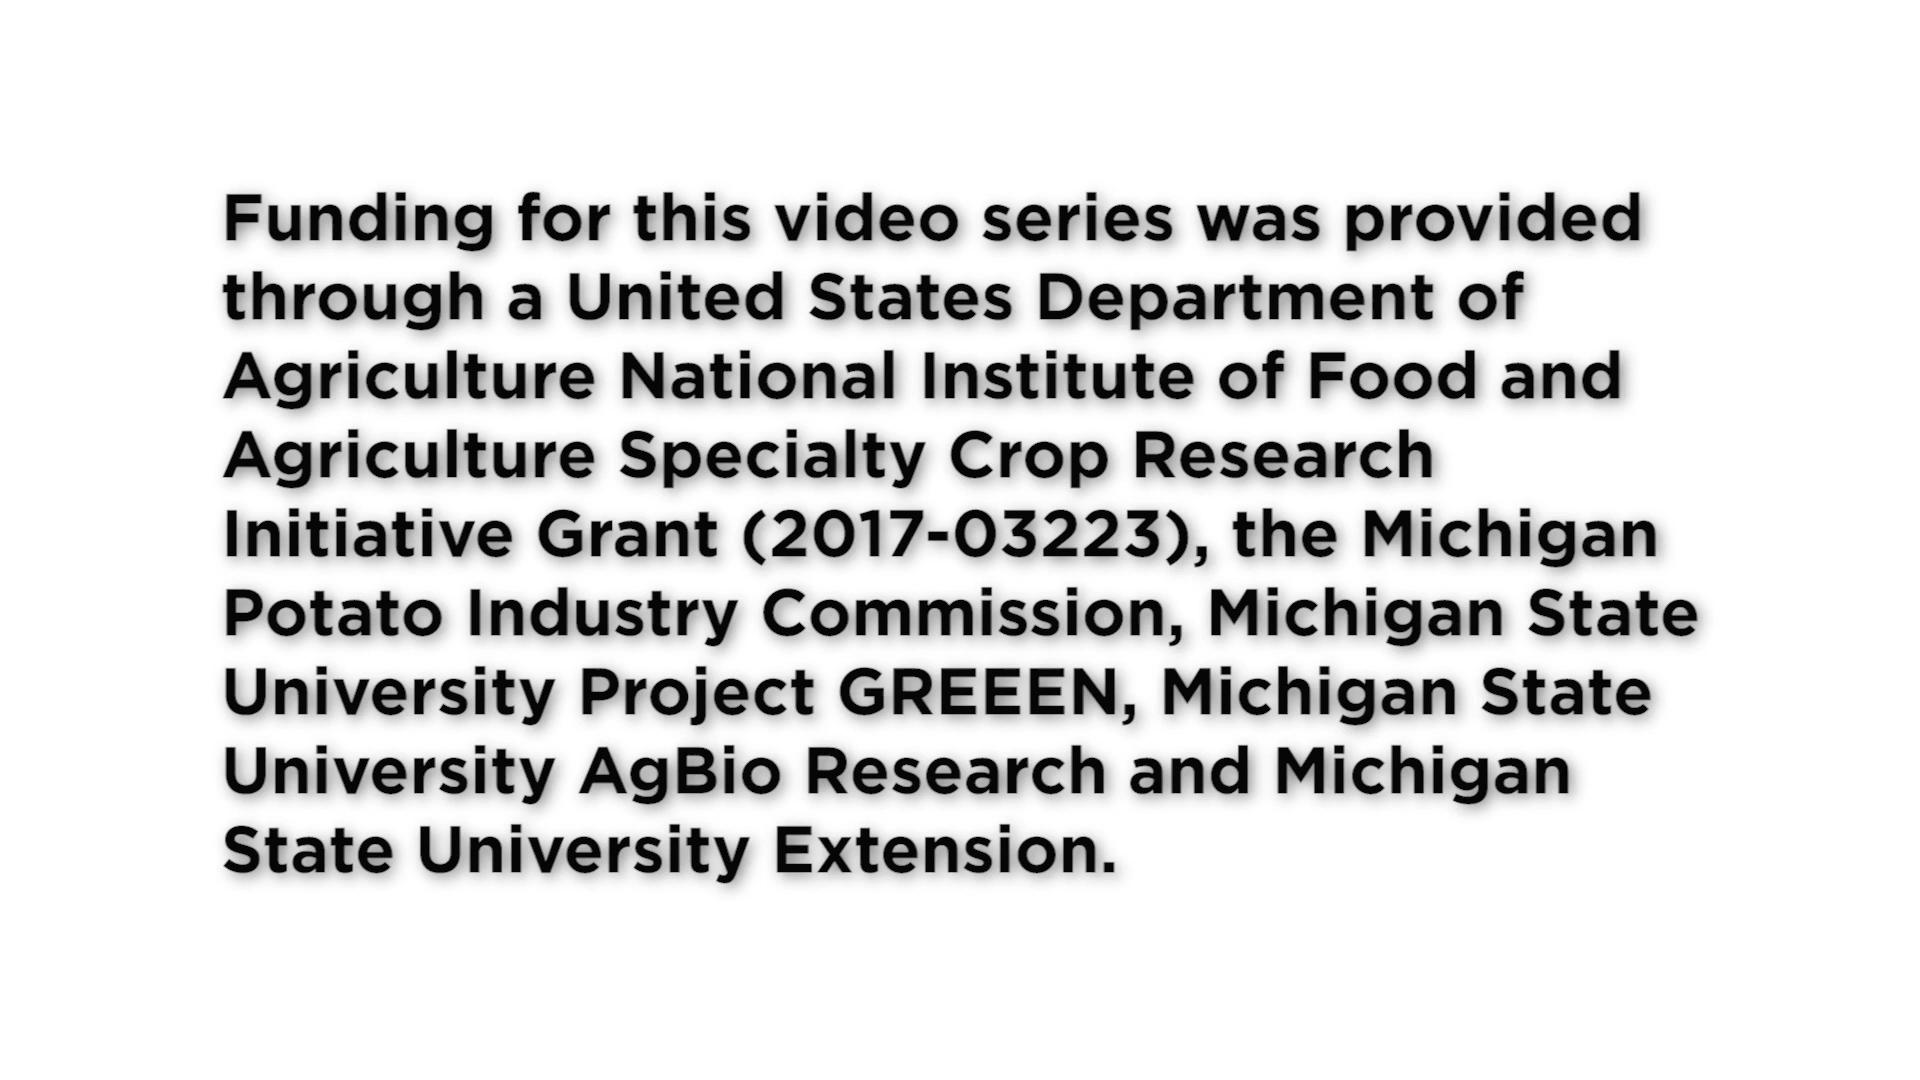 Funding for this video series was provided
through a United States Department of
Agriculture National Institute of Food and
Agriculture Specialty Crop Research
Initiative Grant (2017-03223), the Michigan
Potato Industry Commission, Michigan State
University Project GREEEN, Michigan State
University AgBio Research and Michigan
State University Extension.